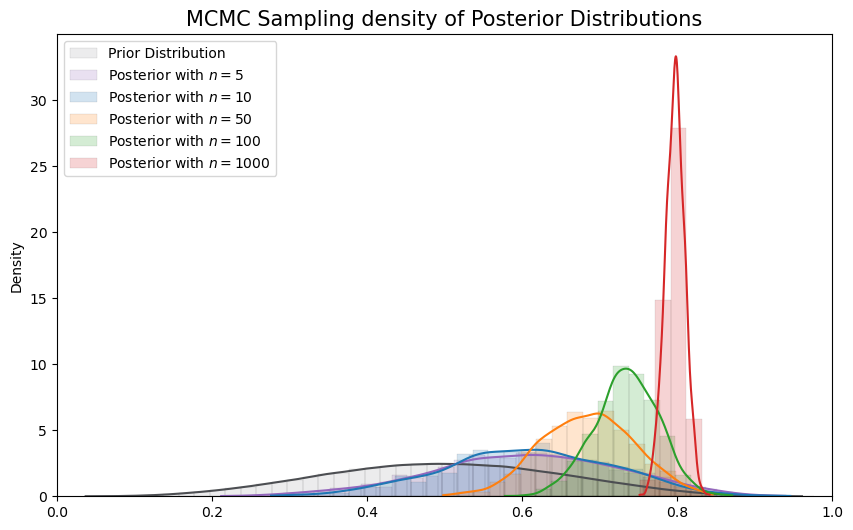 MCMC Sampling density of Posterior Distributions
Prior Distribution
Posterior with n = 5
Posterior with n = 10
Posterior with n = 50
Posterior with n = 100
Posterior with n = 1000
Density
30
25
20
15
10
5
0
0.0 0.2 0.4 0.6 0.8 1.0